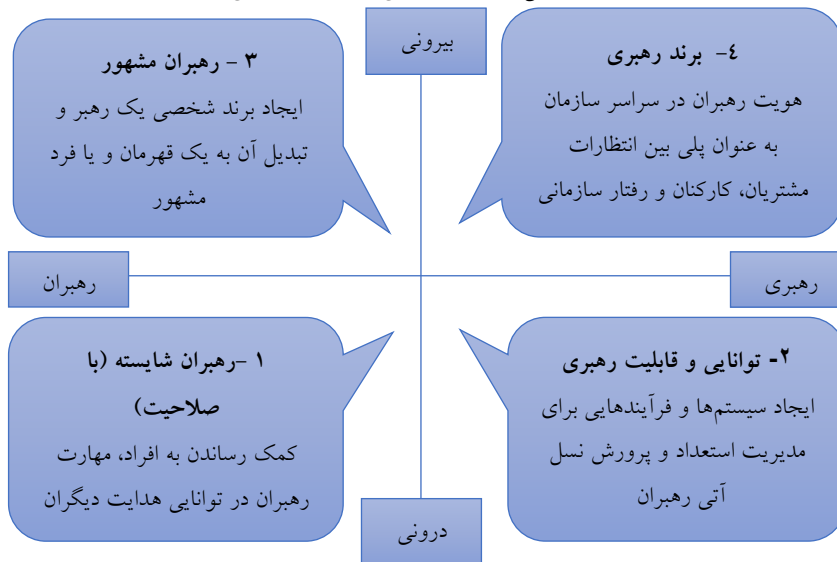 بیرونی
٤- برند رهبری
هویت رهبران در سراسر سازمان
به عنوان پلی بین انتظارات
مشتریان، کارکنان و رفتار سازمانی
۳ - رهبران مشهور
ایجاد برند شخصی یک رهبر و
تبدیل آن به یک قهرمان و یا فرد
مشهور
رهبری
رهبران
۲- توانایی و قابلیت رهبری
ایجاد سیستم‌ها و فرآیندهایی برای
مدیریت استعداد و پرورش نسل
آتی رهبران
۱ -رهبران شایسته (با
صلاحیت)
کمک رساندن به افراد، مهارت
رهبران در توانایی هدایت دیگران
درونی